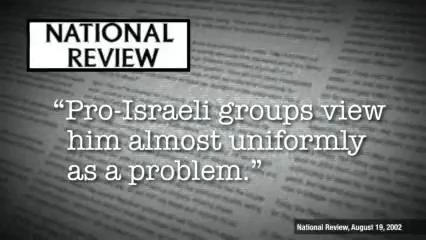 NATIONAL
REVIEW
“Pro-Israeli groups view
him almost uniformly
as a problem.”
National Review, August 19, 2002